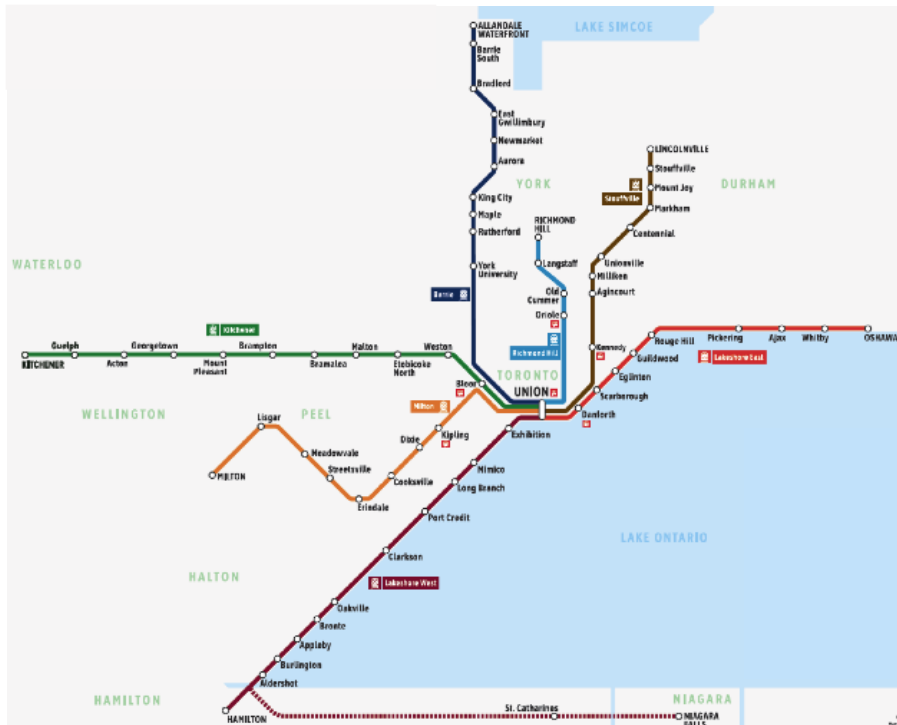 ALLANDALE
WATERFRONT
LAKE SIMCOE
Barrie
South
Bradford
East
Gwillimbury
Newmarket
Aurora
LINCOLNVILLE
Stouffville
Mount Joy
Stouffville
Markham
YORK
DURHAM
King City
Maple
Rutherford
RICHMOND
HILL
Centennial
WATERLOO
York
University
Langstaff
Unionville
Milliken
Barrie
Old
Cummer
Agincourt
Oriole
Kitchener
Richmond Hill
Kennedy
Rouge Hill
Pickering
Ajax
Whitby
OSHAWA
Guelph
Georgetown
Brampton
Halton
Weston
KITCHENER
Acton
Mount
Pleasant
Bramalea
Etobicoke
North
Guildwood
Lakeshore East
TORONTO
Bloor
UNION
Eglinton
Scarborough
Danforth
WELLINGTON
PEEL
Milton
Lisgar
Dixie
Kipling
Exhibition
Meadowvale
Streetsville
MILTON
Cooksville
Mimico
Long Branch
Erindale
Port Credit
LAKE ONTARIO
Clarkson
HALTON
Lakeshore West
Oakville
Bronte
Appleby
Burlington
Aldershot
HAMILTON
NIAGARA
HAMILTON
St. Catharines
NIAGARA
FALLS